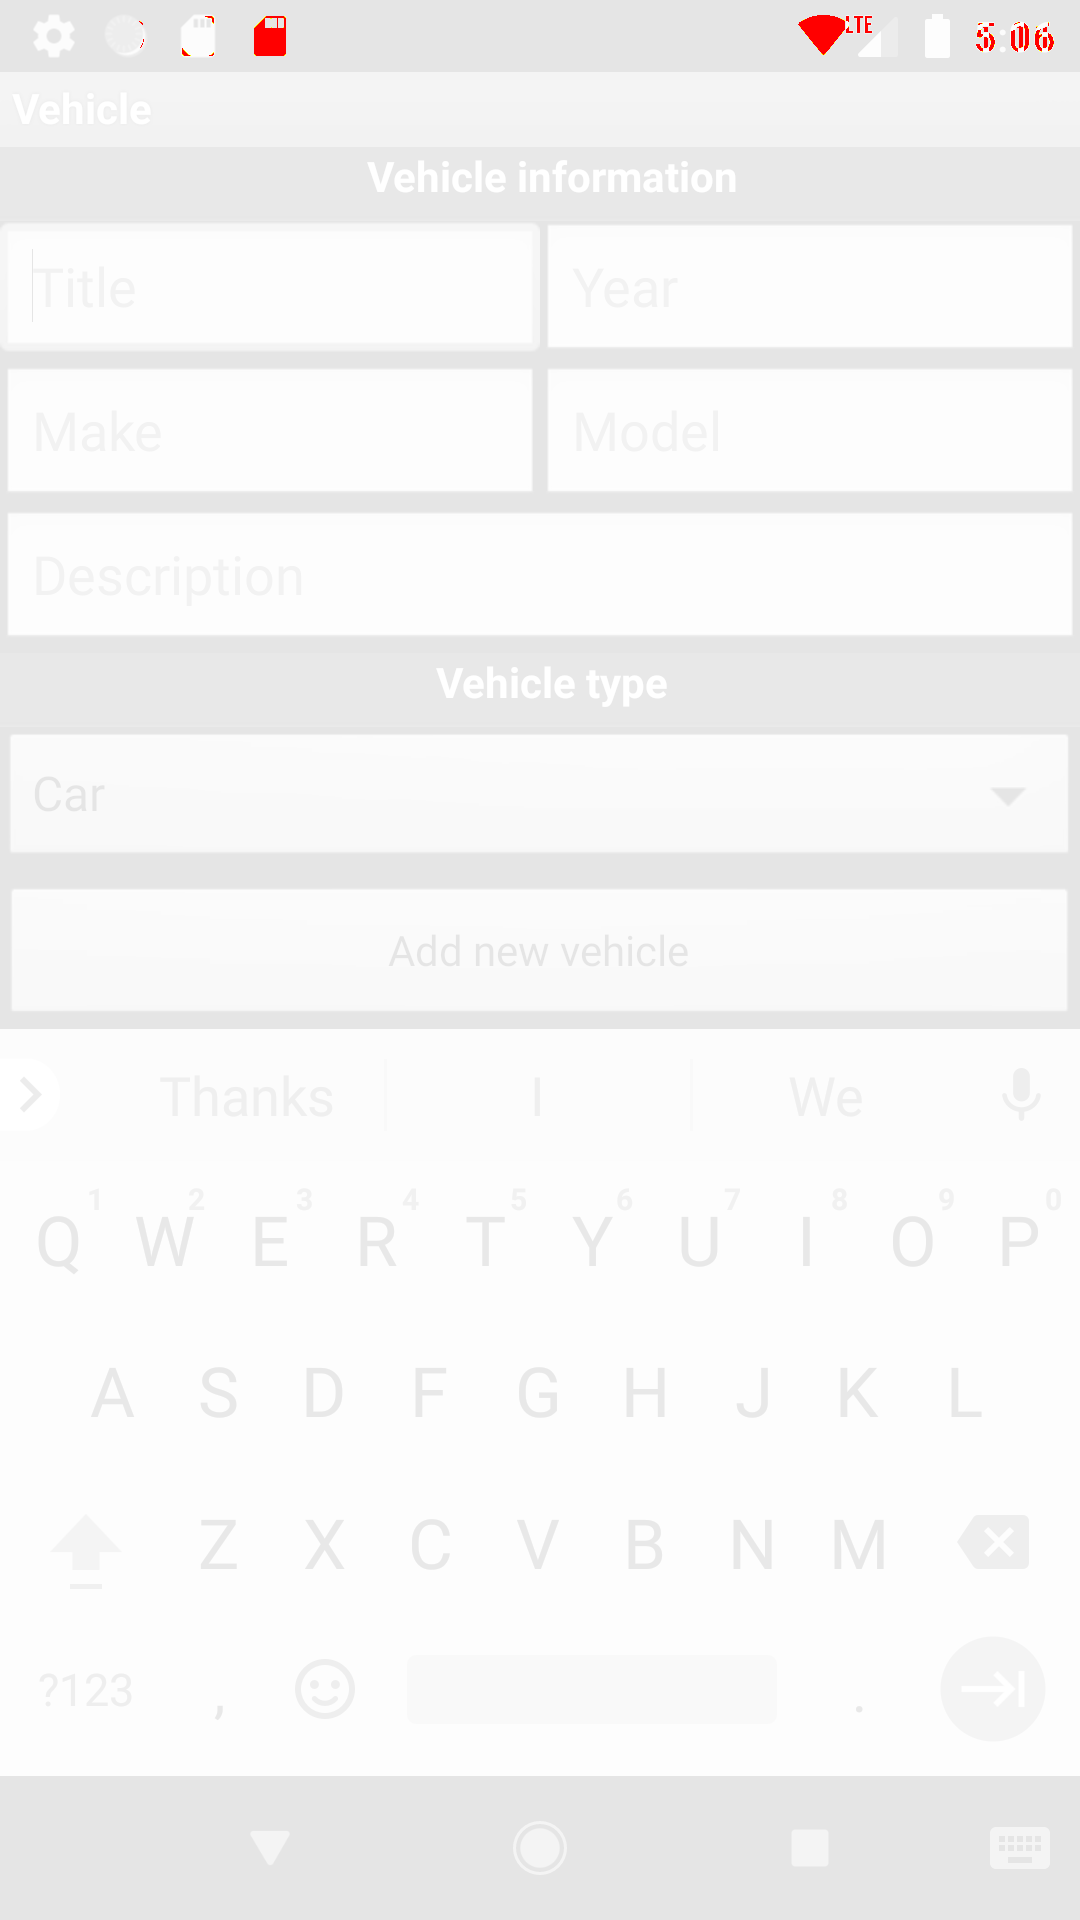 LTE 5:06
Vehicle
Vehicle information
Title Year
Make Model
Description
Vehicle type
Car
Add new vehicle
Thanks I We
1 2 3 4 5 6 7 8 9 0
Q W E R T Y U I O P
A S D F G H J K L
Z X C V B N M
?123 , .